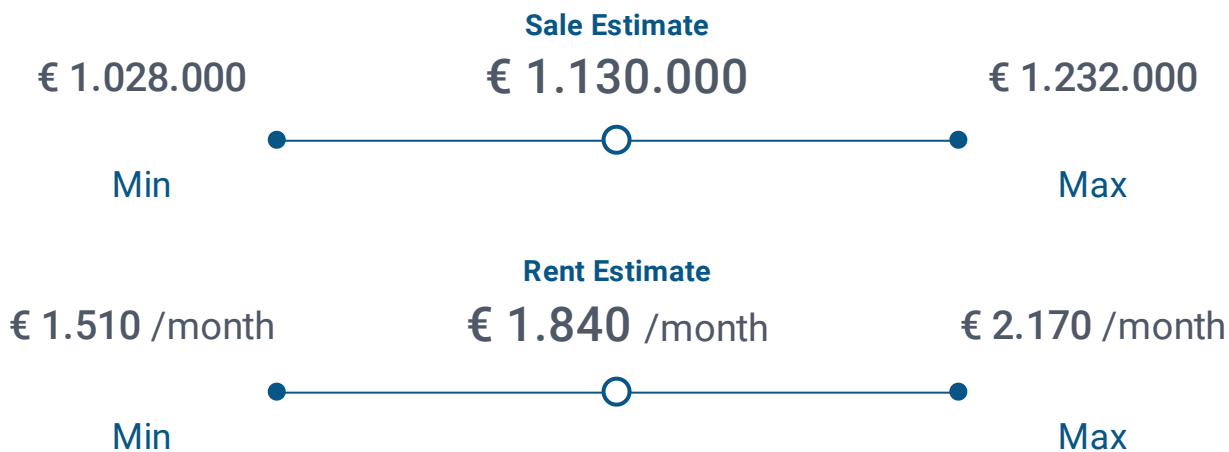 Sale Estimate
€ 1.028.000 € 1.130.000 € 1.232.000
Min Max
Rent Estimate
€ 1.510 /month € 1.840 /month € 2.170 /month
Min Max